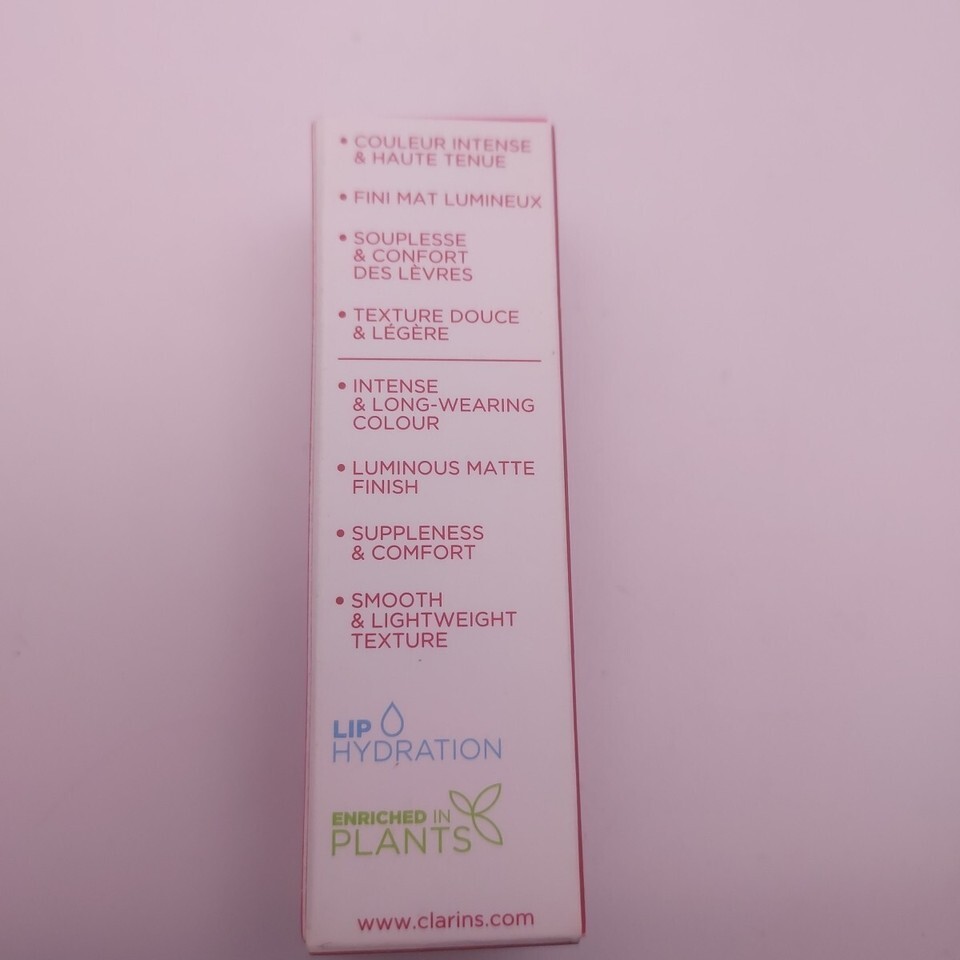 • COULEUR INTENSE
& HAUTE TENUE
• FINI MAT LUMINEUX
• SOUPLESSE
& CONFORT
DES LÈVRES
• TEXTURE DOUCE
& LÉGÈRE
• INTENSE
& LONG-WEARING
COLOUR
• LUMINOUS MATTE
FINISH
• SUPPLENESS
& COMFORT
• SMOOTH
& LIGHTWEIGHT
TEXTURE
LIP
HYDRATION
ENRICHED IN
PLANTS
www.clarins.com